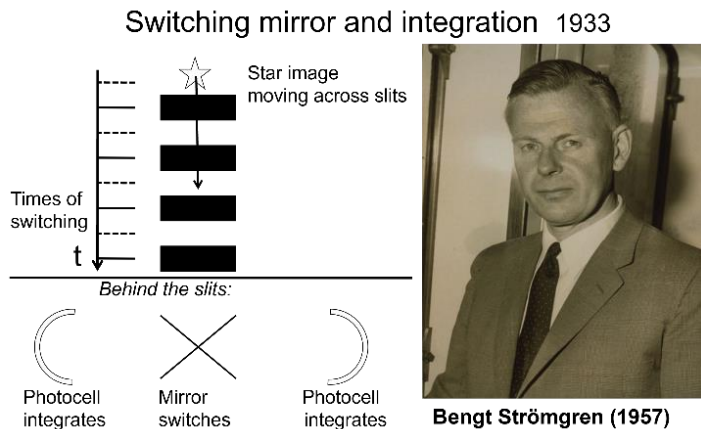 Switching mirror and integration 1933
Star image
moving across slits
Times of
switching
t
Behind the slits:
Photocell
integrates
Mirror
switches
Photocell
integrates
Bengt Strömgren (1957)